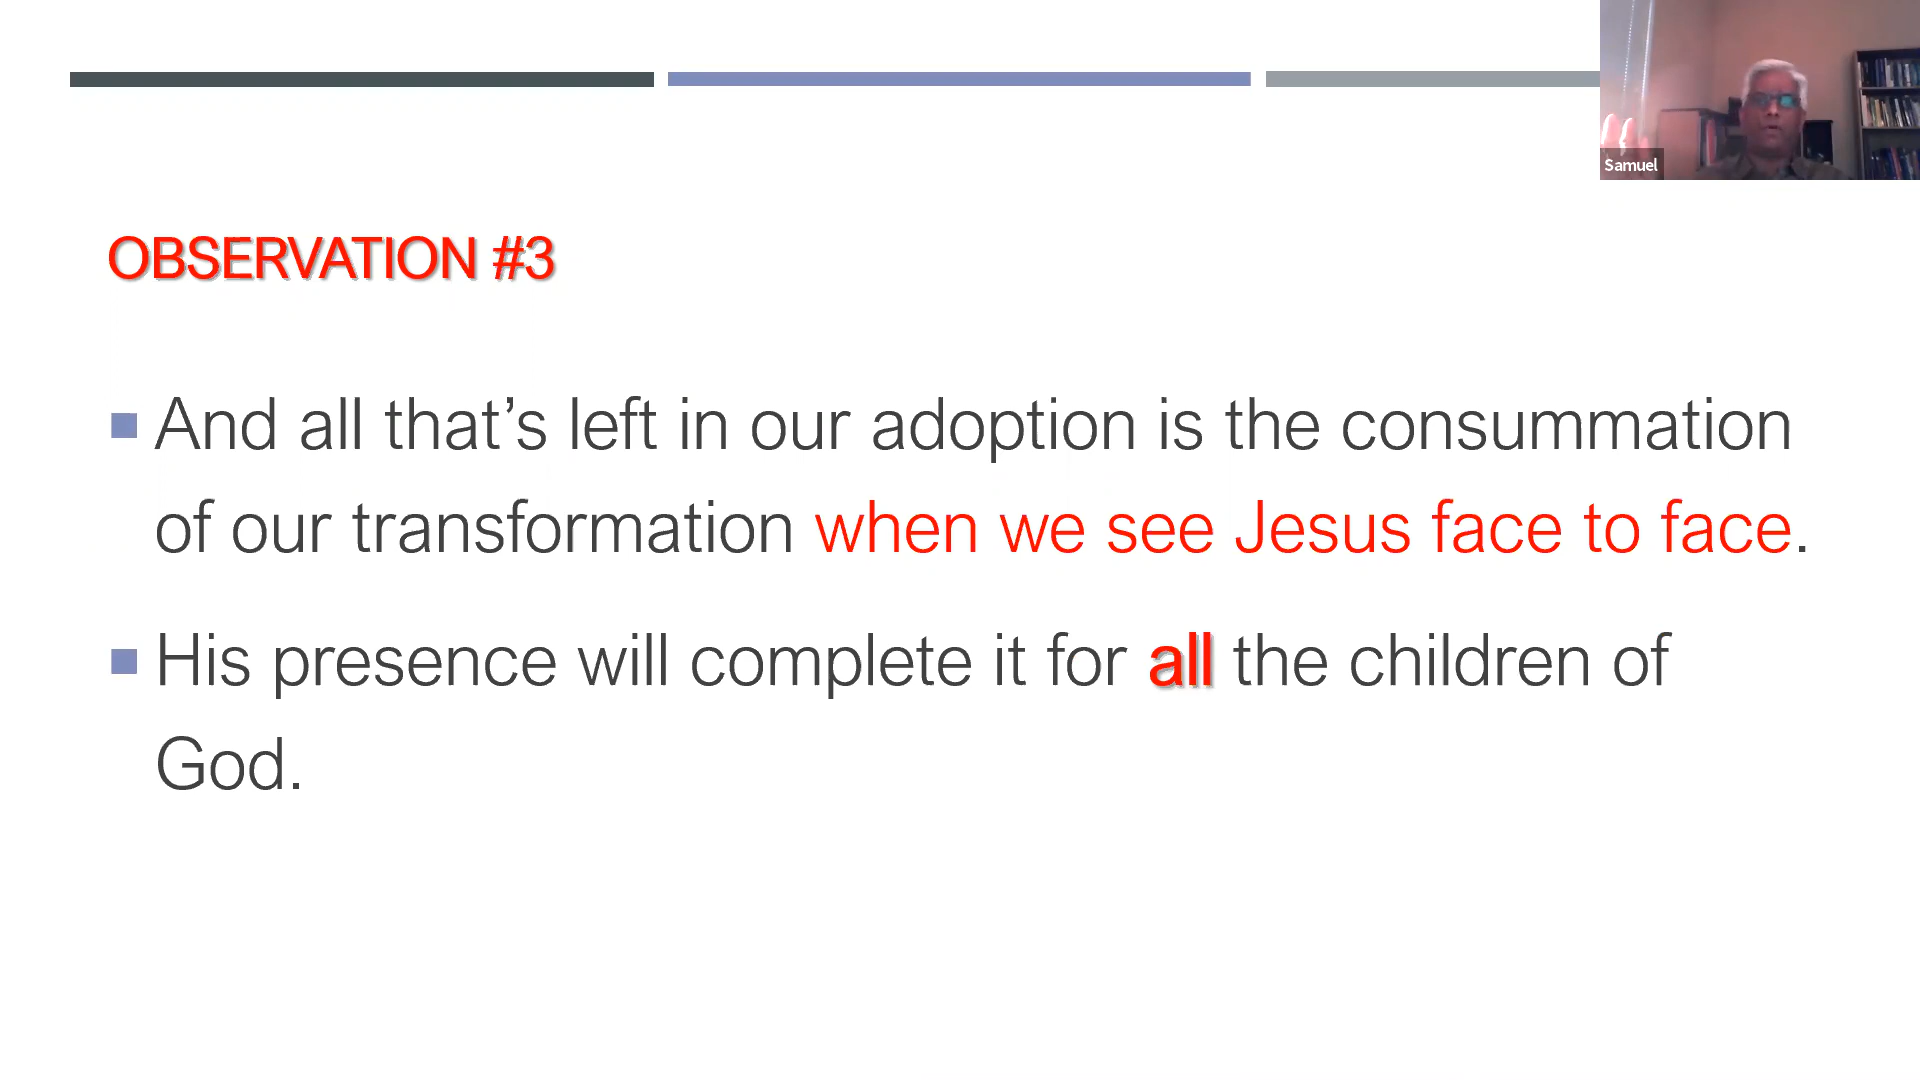 Samuel
OBSERVATION #3
And all that’s left in our adoption is the consummation
of our transformation when we see Jesus face to face.
His presence will complete it for all the children of
God.